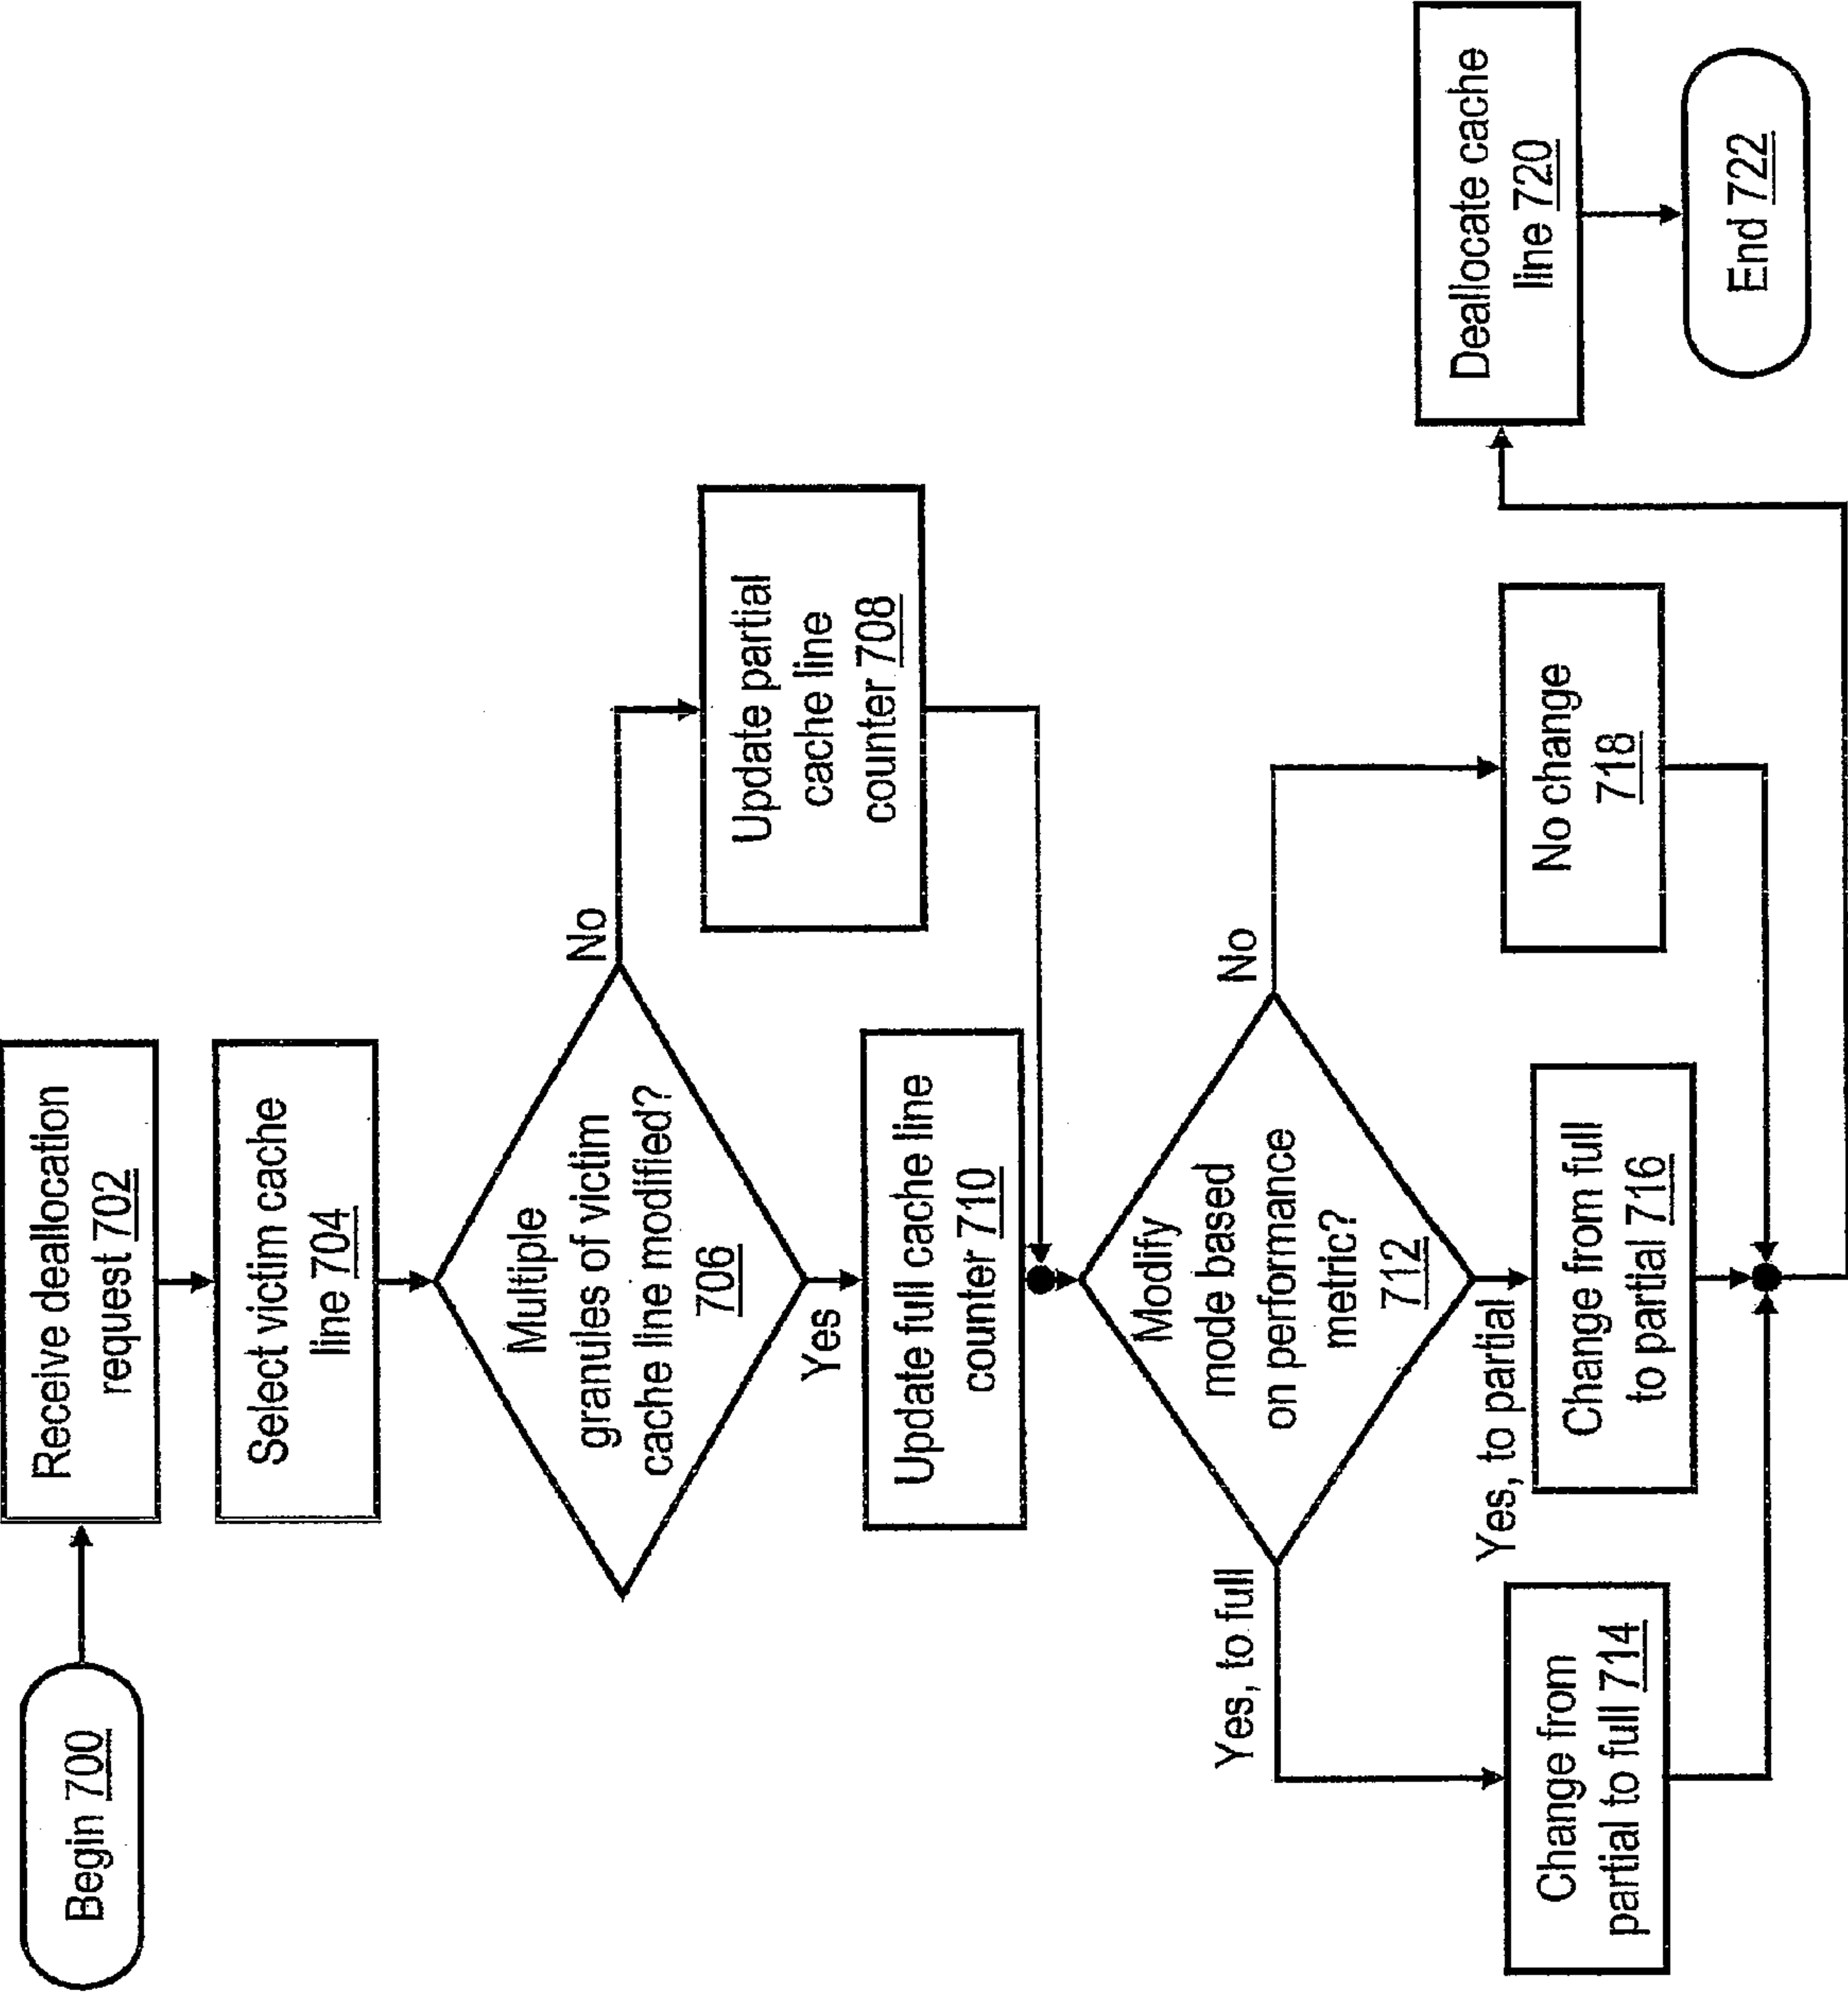 Begin 700
Receive deallocation
request 702
Select victim cache
line 704
Multiple
granules of victim
cache line modified?
706
No
Update partial
cache line
counter 708
Yes
Update full cache line
counter 710
Modify
mode based
on performance
metric?
712
Yes, to full
Change from
partial to full 714
Yes, to partial
Change from full
to partial 716
No
No change
718
Deallocate cache
line 720
End 722